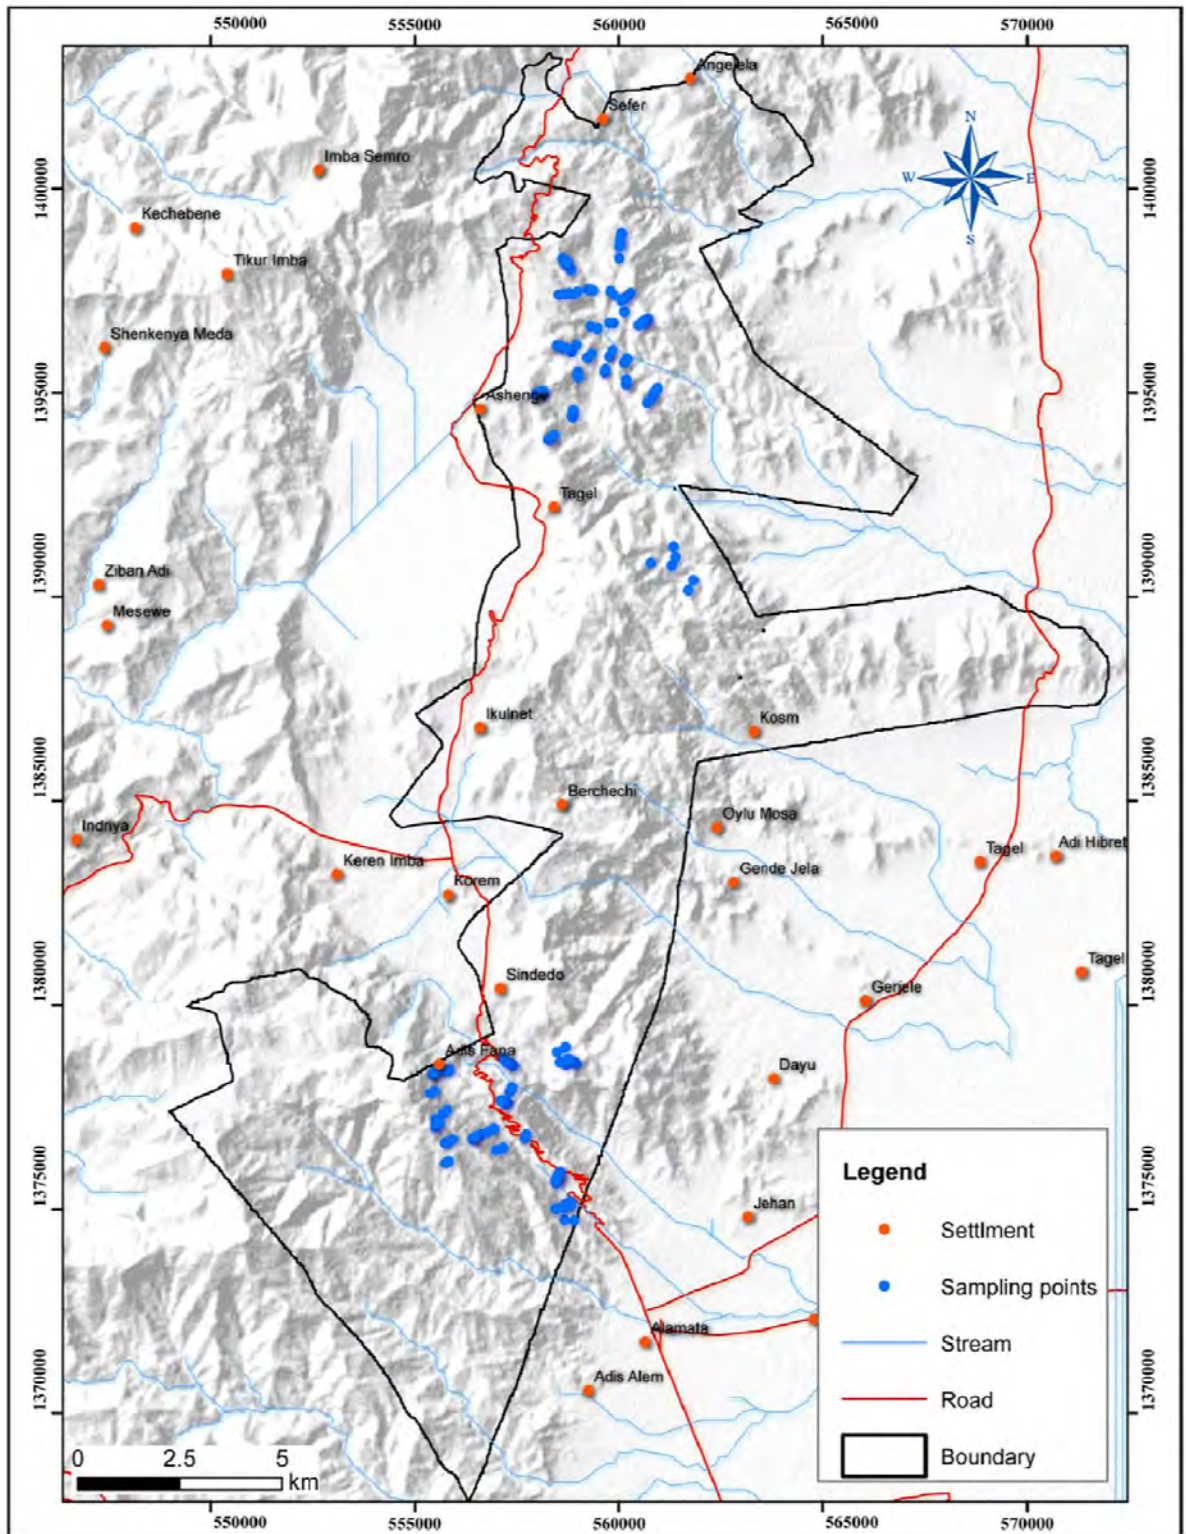 550000 555000 560000 565000 570000
Angelela
Sefer
N
Imba Semro
W E
1400000 1400000
Kechebene
S
Tikur Imba
Shenkenya Meda
1395000 1395000
Ashenge
Tagel
1390000 1390000
Ziban Adi
Mesewe
Ikulnet
Kosm
1385000 1385000
Berchechi
Oylu Mosa
Indriya
Keren Imba
Tagel
Adi Hibret
Gende Jela
Korem
Tagel
1380000 1380000
Sindedo
Gerjele
Adis Fana
Dayu
1375000 1375000
Jehan
Legend
Settlment
Sampling points
Stream
Road
Boundary
Alamata
Adis Alem
1370000 1370000
0 2.5 5
km
550000 555000 560000 565000 570000